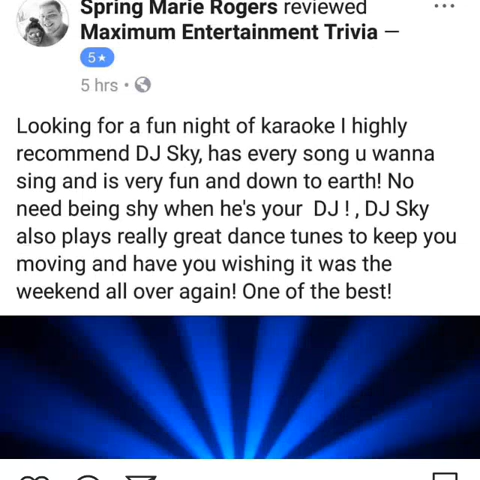 Spring Marie Rogers reviewed
Maximum Entertainment Trivia —
5★
5 hrs •
Looking for a fun night of karaoke I highly
recommend DJ Sky, has every song u wanna
sing and is very fun and down to earth! No
need being shy when he's your  DJ ! , DJ Sky
also plays really great dance tunes to keep you
moving and have you wishing it was the
weekend all over again! One of the best!